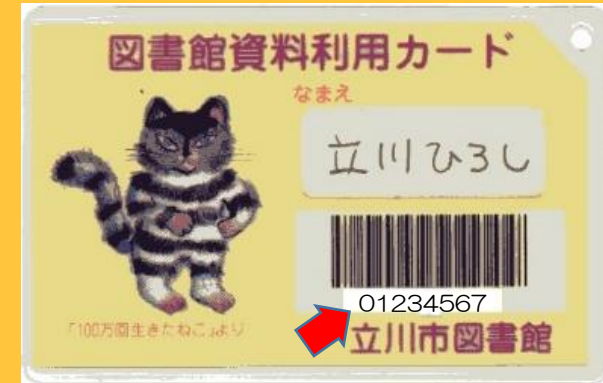 図書館資料利用カード
なまえ
立川ひろし
01234567
「100万回生きたねこ」より
立川市図書館